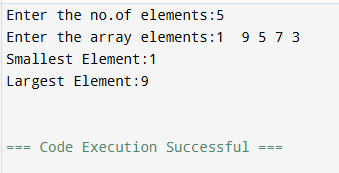 Enter the no.of elements:5
Enter the array elements:1  9 5 7 3
Smallest Element:1
Largest Element:9
=== Code Execution Successful ===